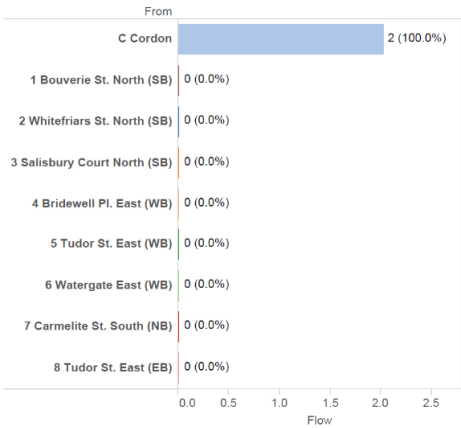 From
C Cordon 2 (100.0%)
1 Bouverie St. North (SB) 0 (0.0%)
2 Whitefriars St. North (SB) 0 (0.0%)
3 Salisbury Court North (SB) 0 (0.0%)
4 Bridewell Pl. East (WB) 0 (0.0%)
5 Tudor St. East (WB) 0 (0.0%)
6 Watergate East (WB) 0 (0.0%)
7 Carmelite St. South (NB) 0 (0.0%)
8 Tudor St. East (EB) 0 (0.0%)
0.0 0.5 1.0 1.5 2.0 2.5
Flow